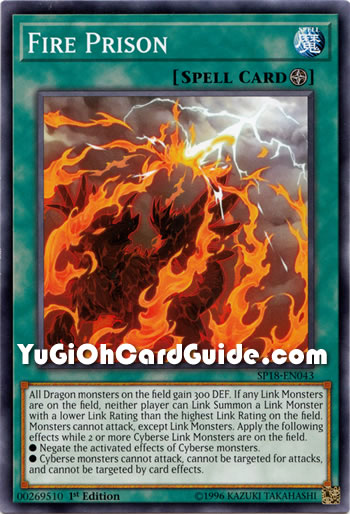 FIRE PRISON
SPELL
魔
[SPELL CARD]
YuGiOhCardGuide.com
SP18-EN043
All Dragon monsters on the field gain 300 DEF. If any Link Monsters
are on the field, neither player can Link Summon a Link Monster
with a lower Link Rating than the highest Link Rating on the field.
Monsters cannot attack, except Link Monsters. Apply the following
effects while 2 or more Cyberse Link Monsters are on the field.
● Negate the activated effects of Cyberse monsters.
● Cyberse monsters cannot attack, cannot be targeted for attacks,
and cannot be targeted by card effects.
00269510 1st Edition ©1996 KAZUKI TAKAHASHI